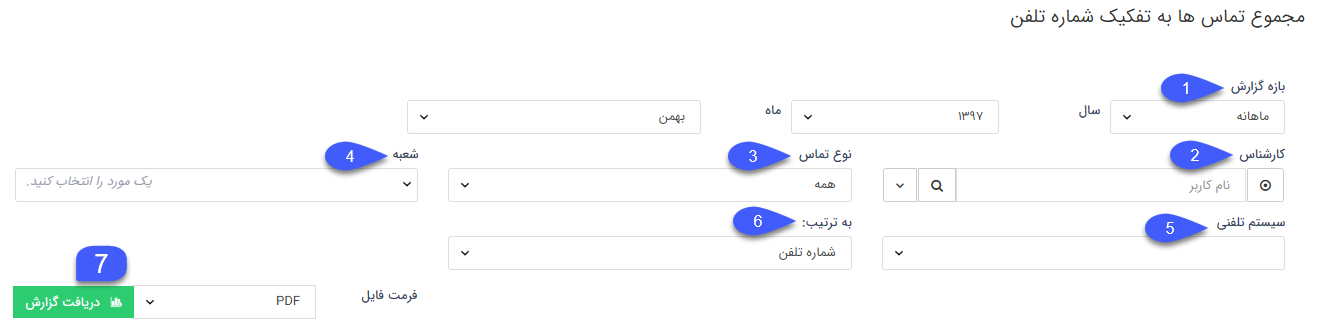 مجموع تماس ها به تفکیک شماره تلفن
بازه گزارش 1
ماهانه سال ۱۳۹۷ ماه بهمن
کارشناس 2 نوع تماس 3 شعبه 4
نام کاربر همه یک مورد را انتخاب کنید.
سیستم تلفنی 5 به ترتیب: 6
شماره تلفن
7
فرمت فایل PDF دریافت گزارش